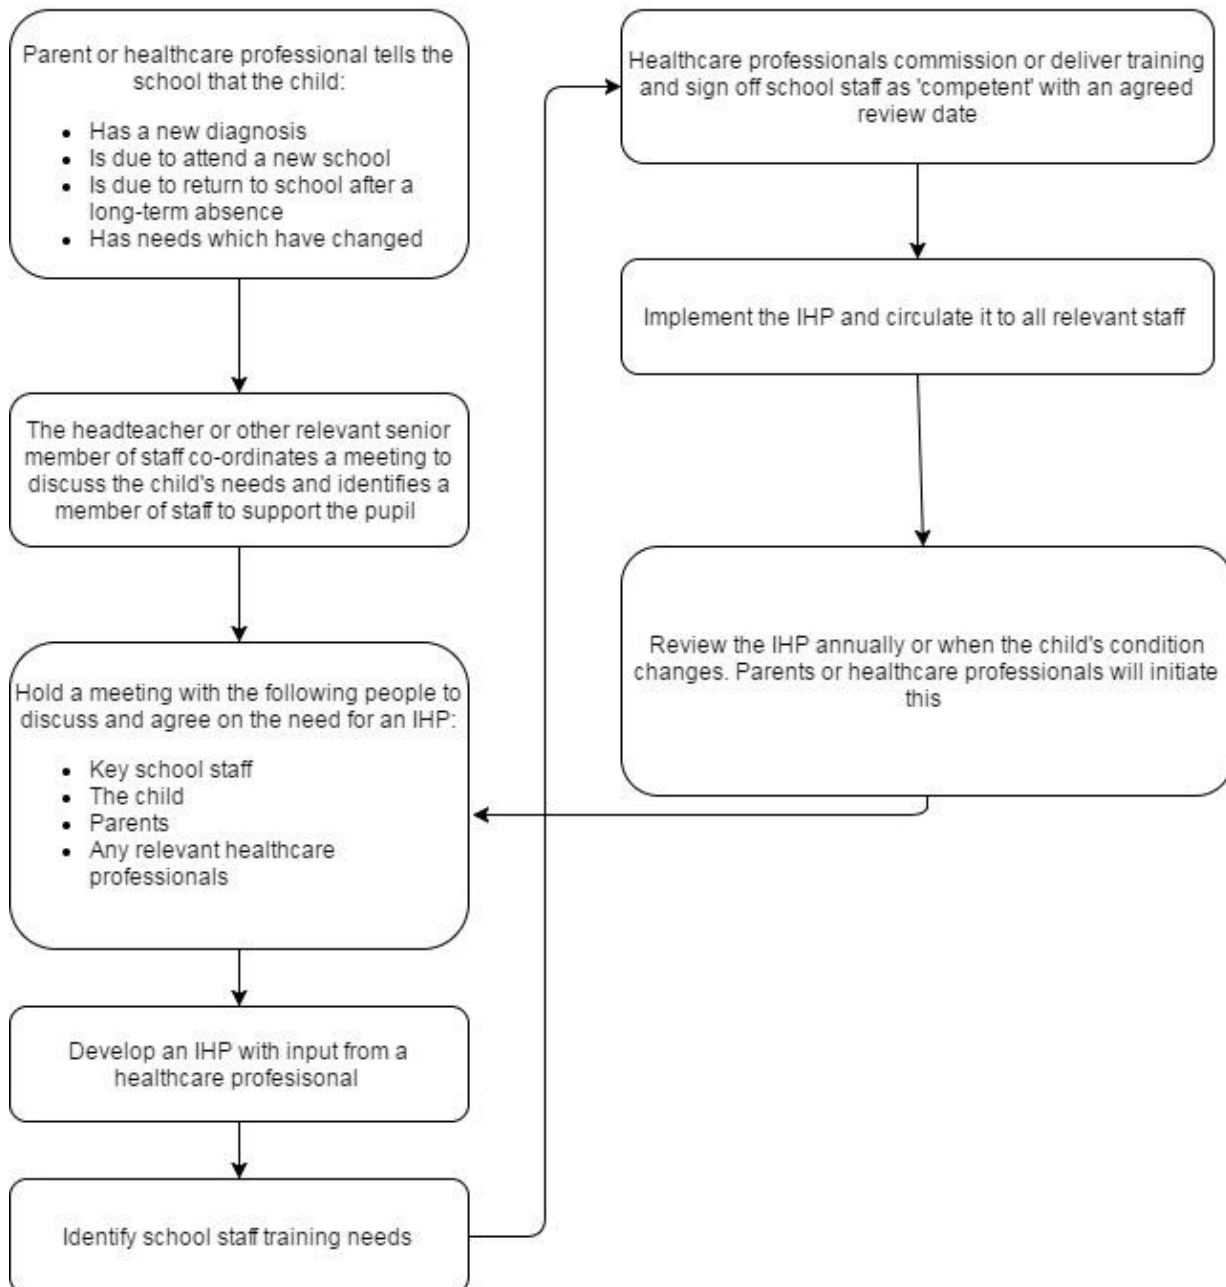 Parent or healthcare professional tells the
school that the child:
• Has a new diagnosis
• Is due to attend a new school
• Is due to return to school after a
long-term absence
• Has needs which have changed
The headteacher or other relevant senior
member of staff co-ordinates a meeting to
discuss the child's needs and identifies a
member of staff to support the pupil
Hold a meeting with the following people to
discuss and agree on the need for an IHP:
• Key school staff
• The child
• Parents
• Any relevant healthcare
professionals
Develop an IHP with input from a
healthcare profesisonal
Identify school staff training needs
Healthcare professionals commission or deliver training
and sign off school staff as 'competent' with an agreed
review date
Implement the IHP and circulate it to all relevant staff
Review the IHP annually or when the child's condition
changes. Parents or healthcare professionals will initiate
this